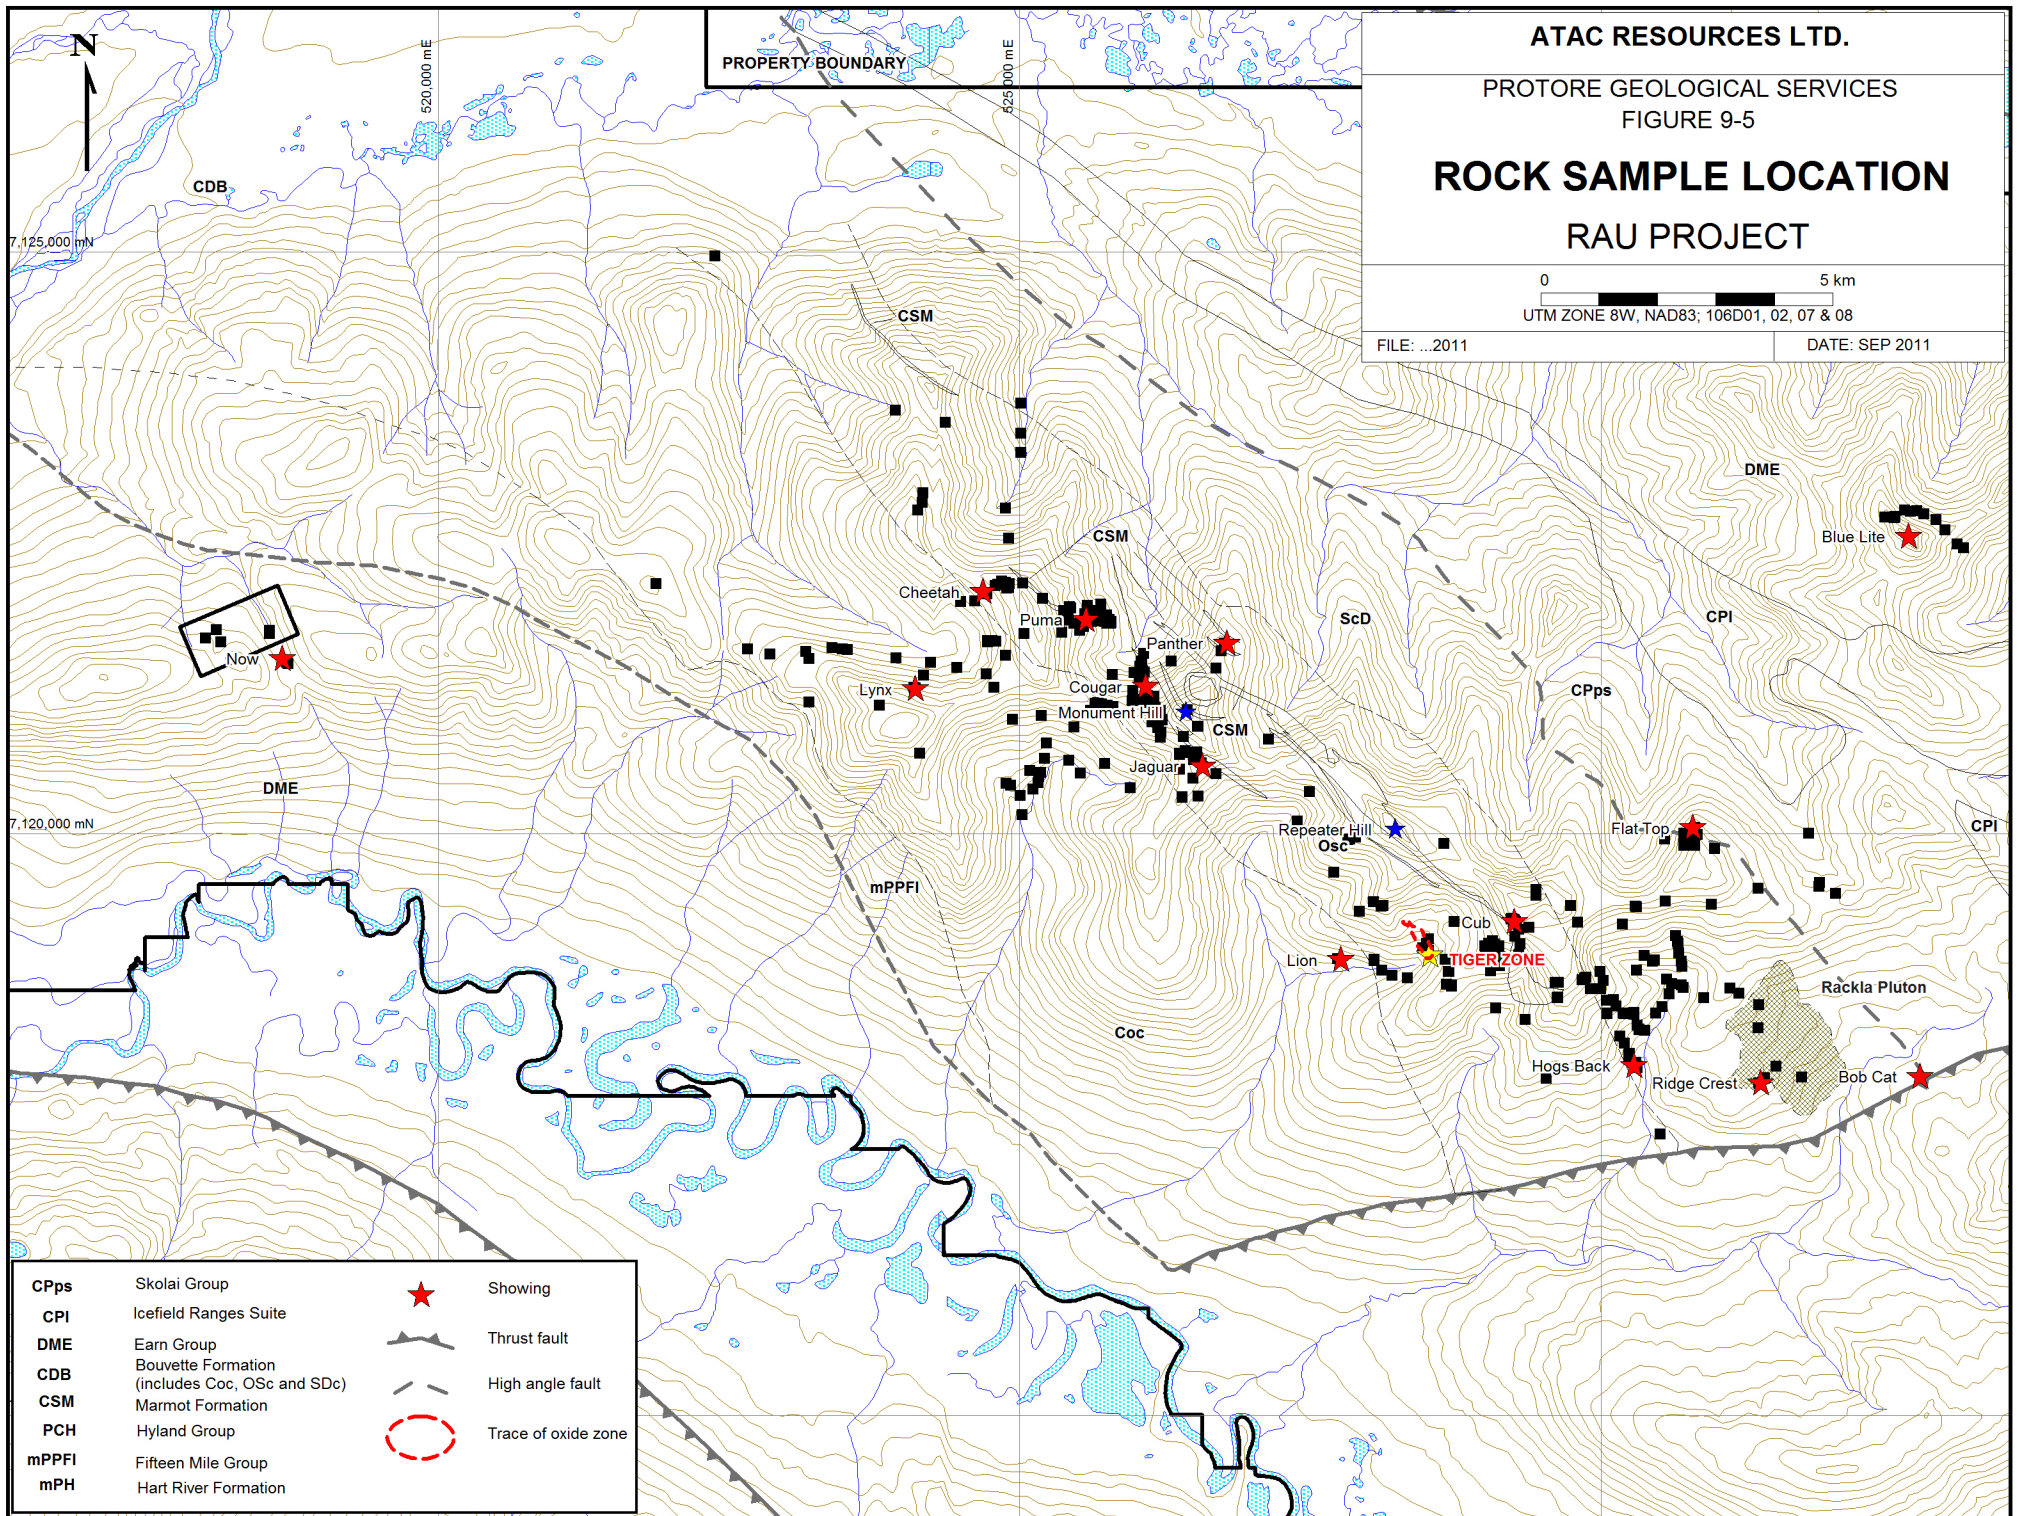 N
520,000 mE
525,000 mE
PROPERTY BOUNDARY
ATAC RESOURCES LTD.
PROTORE GEOLOGICAL SERVICES
FIGURE 9-5
ROCK SAMPLE LOCATION
RAU PROJECT
0 5 km
UTM ZONE 8W, NAD83; 106D01, 02, 07 & 08
FILE: ...2011 DATE: SEP 2011
CDB
7,125,000 mN
CSM
DME
CSM
Blue Lite
Cheetah
Puma
ScD
CPI
Panther
Now
Lynx
Cougar
CPps
Monument Hill
CSM
Jaguar
DME
7,120,000 mN
Repeater Hill
Flat Top
CPI
Osc
mPPFI
Cub
Lion
TIGER ZONE
Rackla Pluton
Coc
Hogs Back
Ridge Crest
Bob Cat
CPps Skolai Group
CPI Icefield Ranges Suite
DME Earn Group
CDB Bouvette Formation
(includes Coc, OSc and SDc)
CSM Marmot Formation
PCH Hyland Group
mPPFI Fifteen Mile Group
mPH Hart River Formation
Showing
Thrust fault
High angle fault
Trace of oxide zone